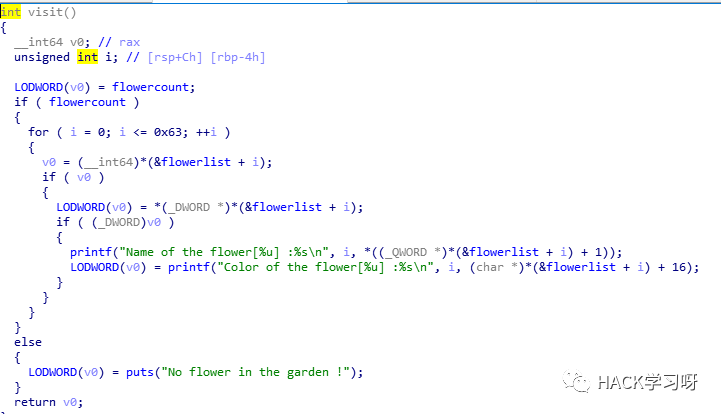 int visit()
{
  __int64 v0; // rax
  unsigned int i; // [rsp+Ch] [rbp-4h]
  LODWORD(v0) = flowercount;
  if ( flowercount )
  {
    for ( i = 0; i <= 0x63; ++i )
    {
      v0 = (__int64)*(&flowerlist + i);
      if ( v0 )
      {
        LODWORD(v0) = *(_DWORD *)*(&flowerlist + i);
        if ( (_DWORD)v0 )
        {
          printf("Name of the flower[%u] :%s\n", i, *((_QWORD *)*(&flowerlist + i) + 1));
          LODWORD(v0) = printf("Color of the flower[%u] :%s\n", i, (char *)*(&flowerlist + i) + 16);
        }
      }
    }
  }
  else
  {
    LODWORD(v0) = puts("No flower in the garden !");
  }
  return v0;
HACK学习呀